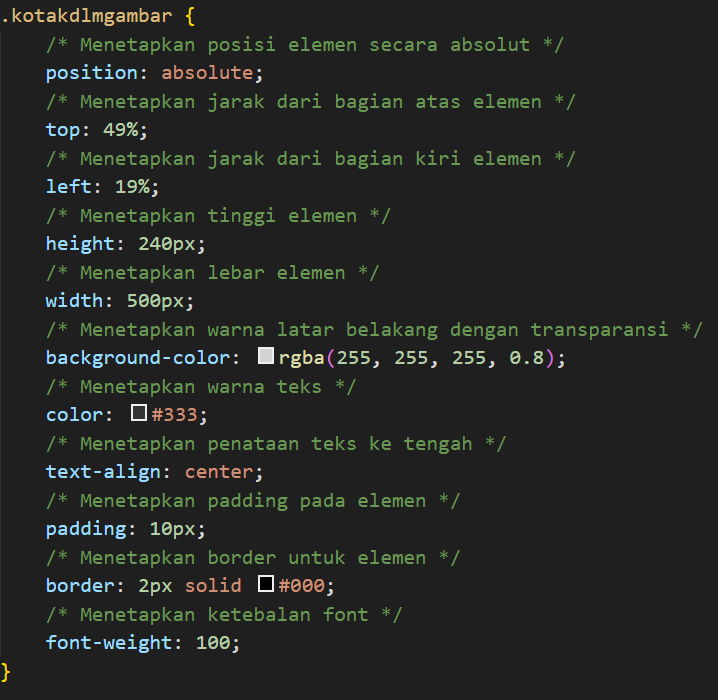 .kotakdlmgambar {
    /* Menetapkan posisi elemen secara absolut */
    position: absolute;
    /* Menetapkan jarak dari bagian atas elemen */
    top: 49%;
    /* Menetapkan jarak dari bagian kiri elemen */
    left: 19%;
    /* Menetapkan tinggi elemen */
    height: 240px;
    /* Menetapkan lebar elemen */
    width: 500px;
    /* Menetapkan warna latar belakang dengan transparansi */
    background-color: rgba(255, 255, 255, 0.8);
    /* Menetapkan warna teks */
    color: #333;
    /* Menetapkan penataan teks ke tengah */
    text-align: center;
    /* Menetapkan padding pada elemen */
    padding: 10px;
    /* Menetapkan border untuk elemen */
    border: 2px solid #000;
    /* Menetapkan ketebalan font */
    font-weight: 100;
}